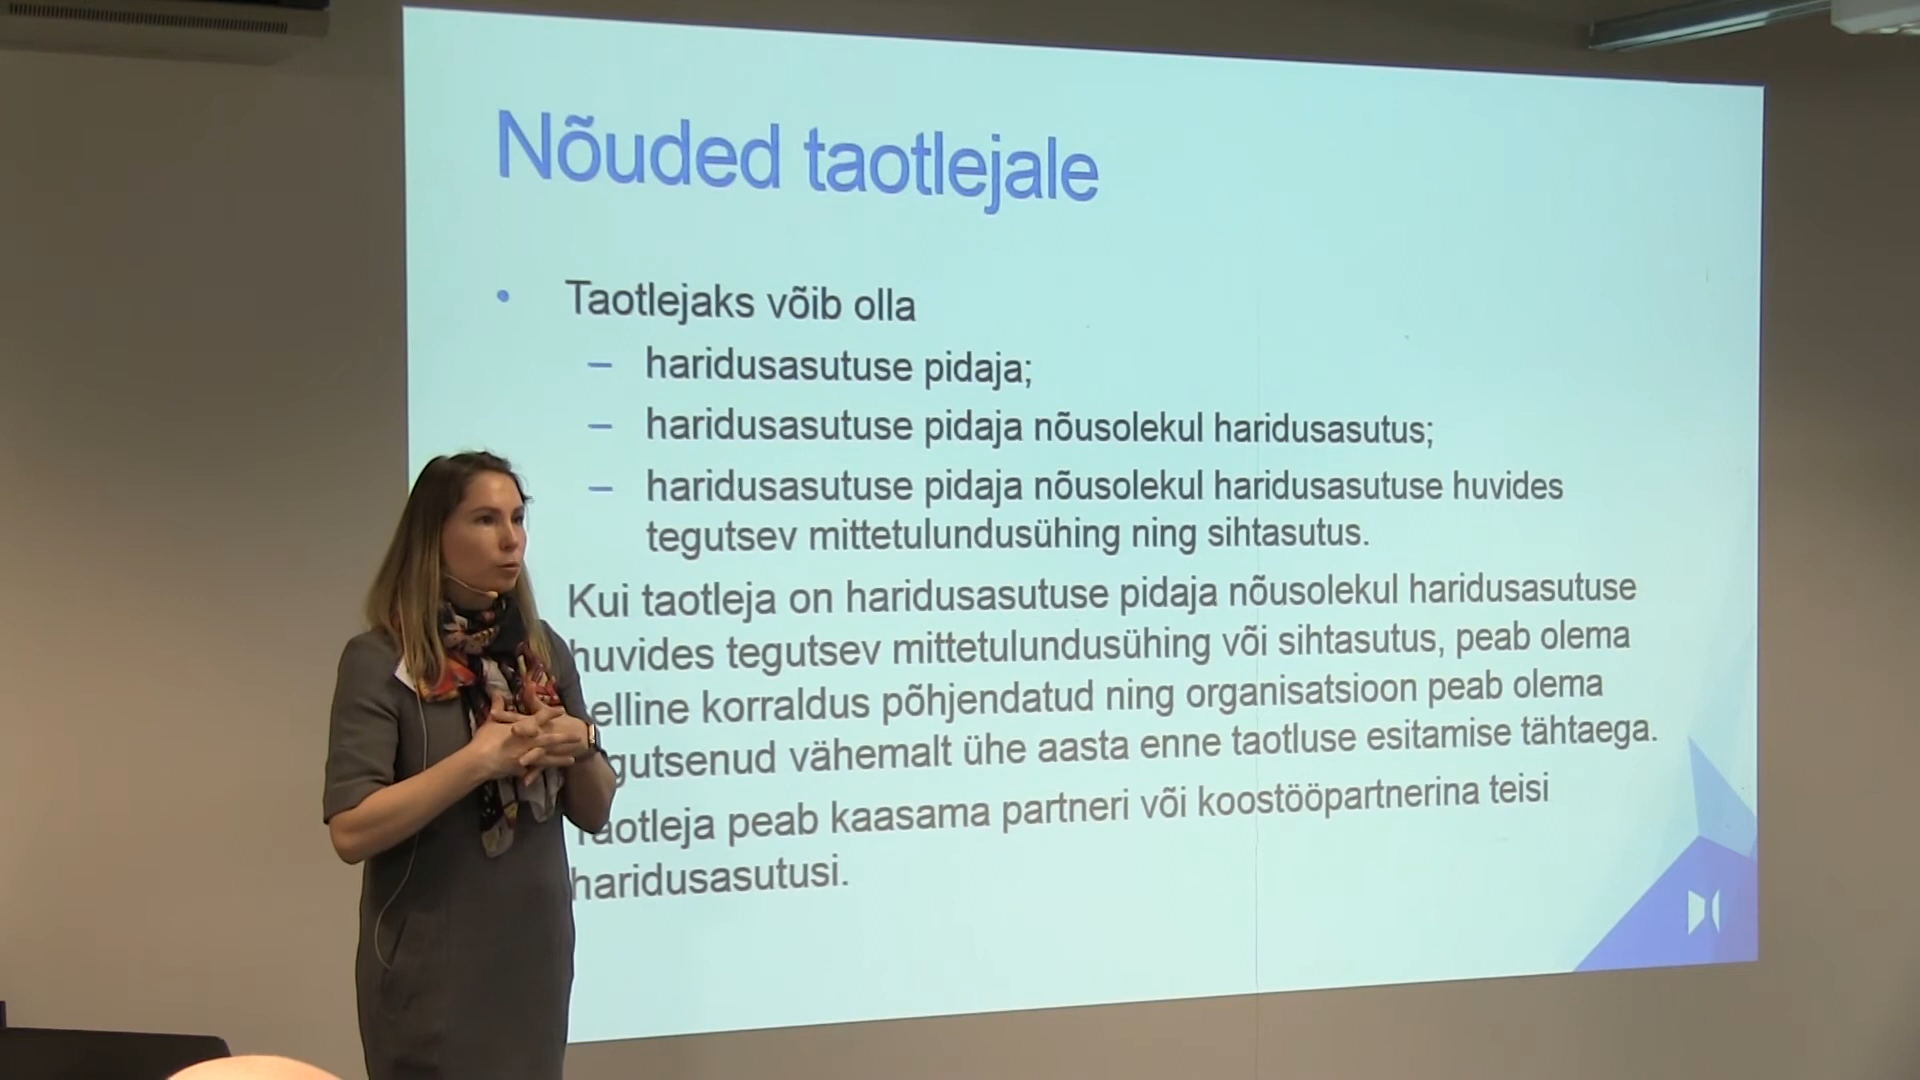 Nõuded taotlejale
• Taotlejaks võib olla
– haridusasutuse pidaja;
– haridusasutuse pidaja nõusolekul haridusasutus;
– haridusasutuse pidaja nõusolekul haridusasutuse huvides
tegutsev mittetulundusühing ning sihtasutus.
Kui taotleja on haridusasutuse pidaja nõusolekul haridusasutuse
huvides tegutsev mittetulundusühing või sihtasutus, peab olema
elline korraldus põhjendatud ning organisatsioon peab olema
gutsenud vähemalt ühe aasta enne taotluse esitamise tähtaega.
Taotleja peab kaasama partneri või koostööpartnerina teisi
haridusasutusi.